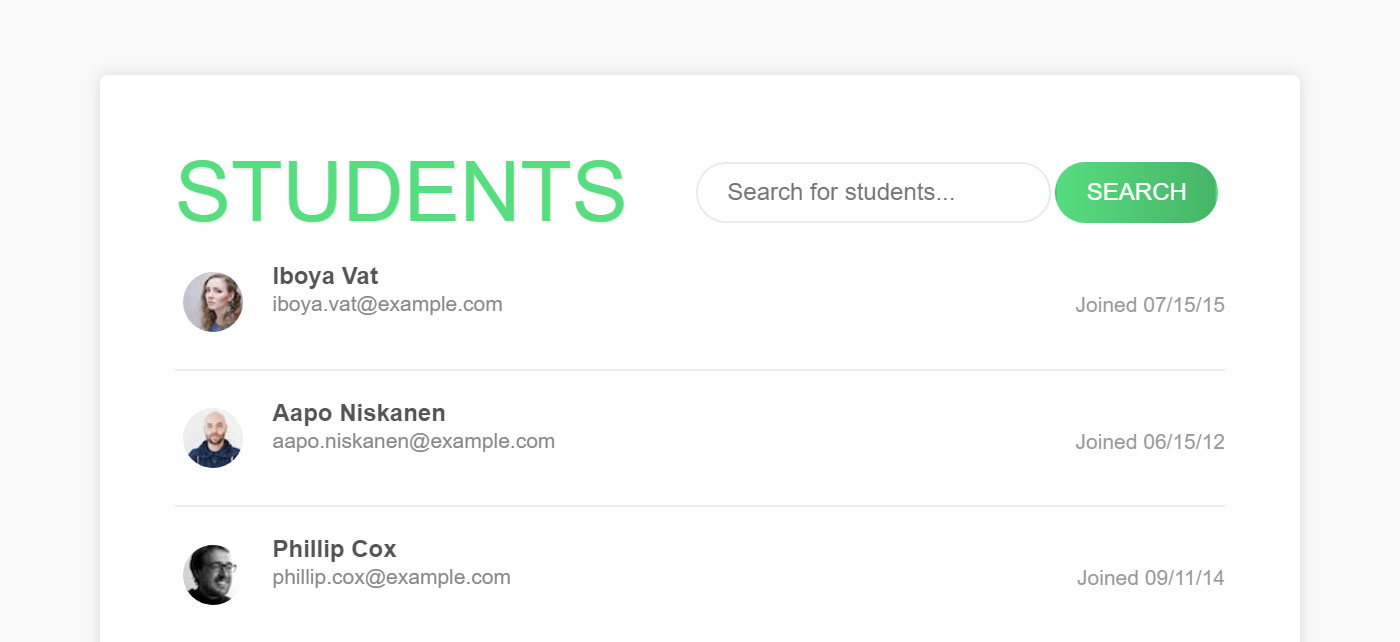 STUDENTS
Search for students...
SEARCH
Iboya Vat
iboya.vat@example.com
Joined 07/15/15
Aapo Niskanen
aapo.niskanen@example.com
Joined 06/15/12
Phillip Cox
phillip.cox@example.com
Joined 09/11/14